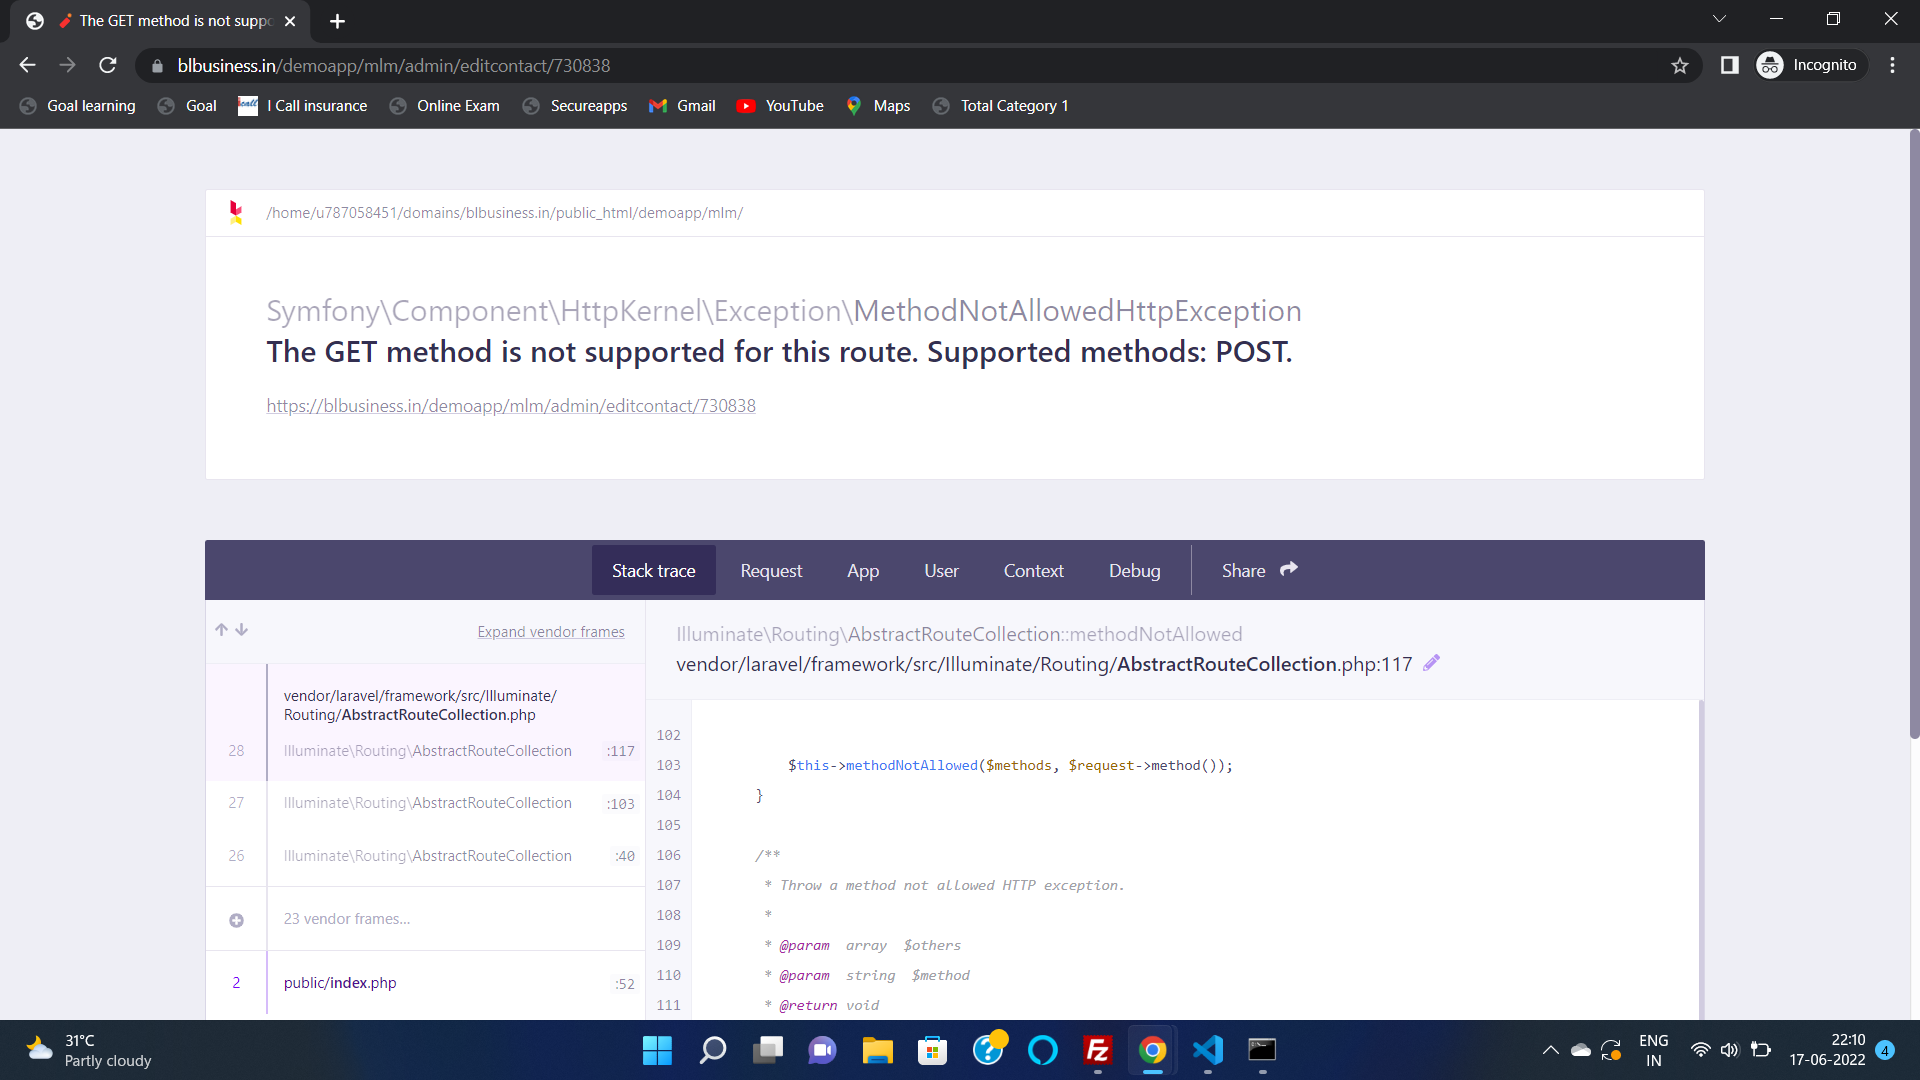 The GET method is not suppo
blbusiness.in/demoapp/mlm/admin/editcontact/730838
Incognito
Goal learning
Goal
I Call insurance
Online Exam
Secureapps
Gmail
YouTube
Maps
Total Category 1
/home/u787058451/domains/blbusiness.in/public_html/demoapp/mlm/
Symfony\Component\HttpKernel\Exception\MethodNotAllowedHttpException
The GET method is not supported for this route. Supported methods: POST.
https://blbusiness.in/demoapp/mlm/admin/editcontact/730838
Stack trace
Request
App
User
Context
Debug
Share
Expand vendor frames
vendor/laravel/framework/src/Illuminate/
Routing/AbstractRouteCollection.php
28 Illuminate\Routing\AbstractRouteCollection :117
27 Illuminate\Routing\AbstractRouteCollection :103
26 Illuminate\Routing\AbstractRouteCollection :40
23 vendor frames...
2 public/index.php :52
Illuminate\Routing\AbstractRouteCollection::methodNotAllowed
vendor/laravel/framework/src/Illuminate/Routing/AbstractRouteCollection.php:117
102
103 $this->methodNotAllowed($methods, $request->method());
104 }
105
106 /**
107 * Throw a method not allowed HTTP exception.
108 *
109 * @param array $others
110 * @param string $method
111 * @return void
31°C
Partly cloudy
ENG
IN
22:10
17-06-2022
4